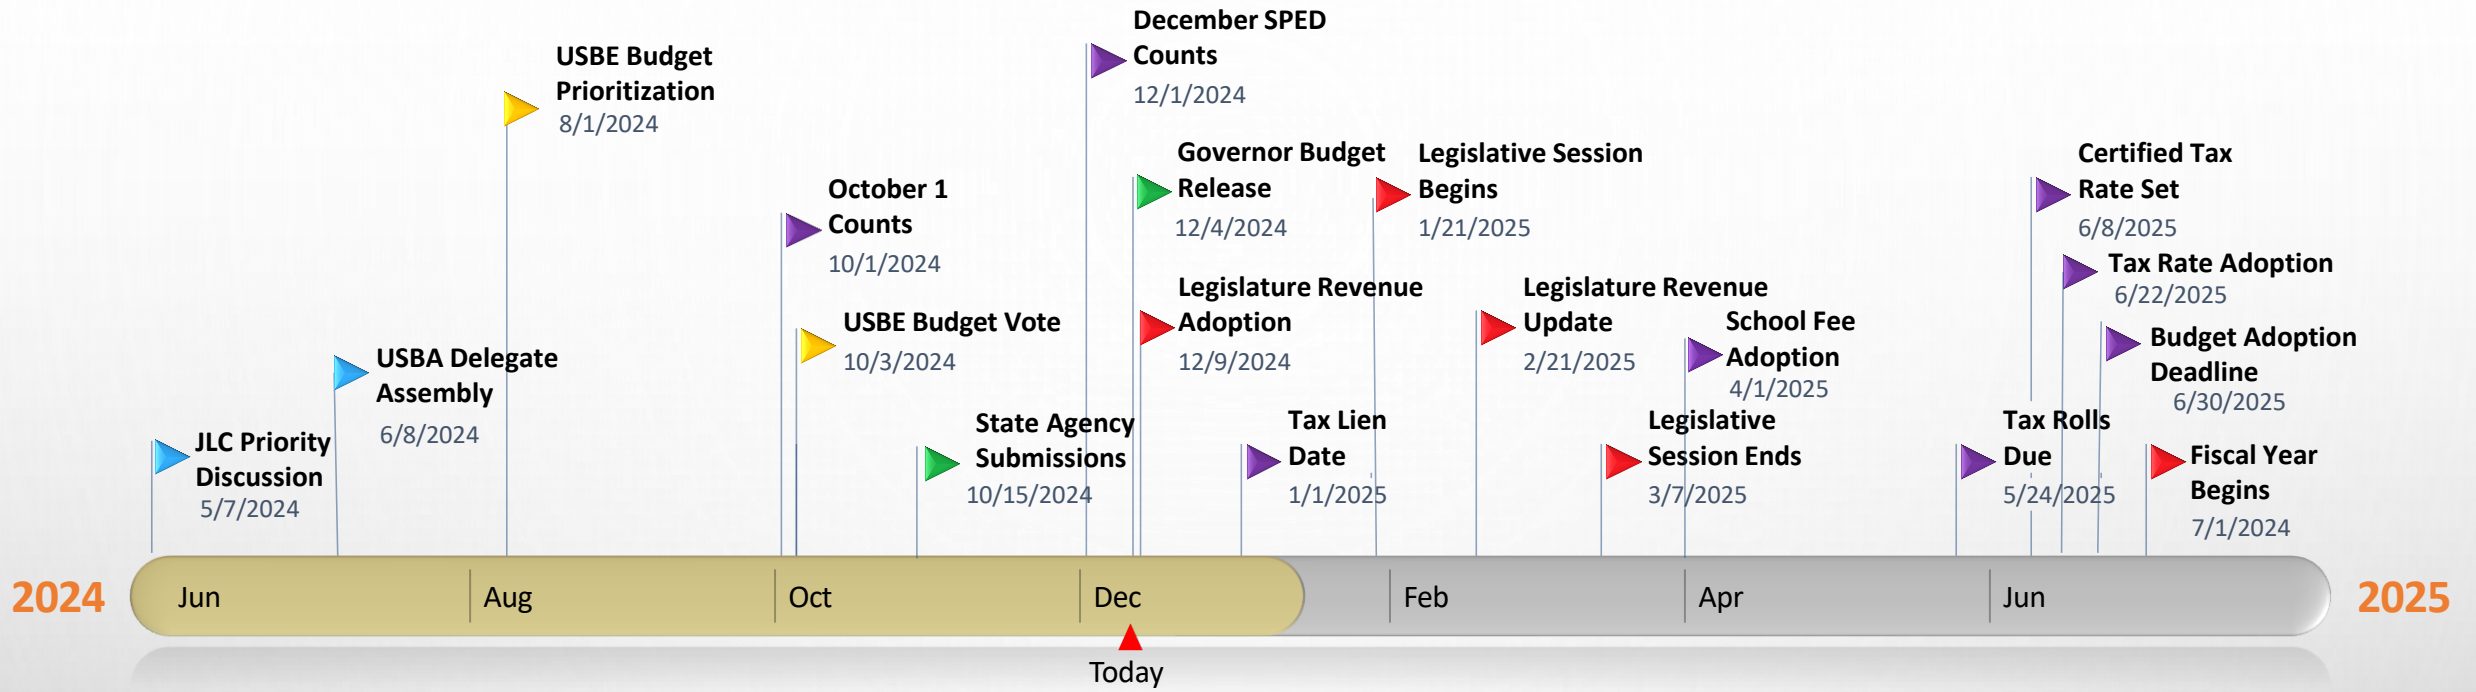 December SPED
Counts
12/1/2024
USBE Budget
Prioritization
8/1/2024
Governor Budget
Release
12/4/2024
Legislative Session
Begins
1/21/2025
Certified Tax
Rate Set
6/8/2025
October 1
Counts
10/1/2024
Tax Rate Adoption
6/22/2025
Legislature Revenue
Adoption
12/9/2024
Legislature Revenue
Update
2/21/2025
USBE Budget Vote
10/3/2024
School Fee
Adoption
4/1/2025
Budget Adoption
Deadline
6/30/2025
USBA Delegate
Assembly
6/8/2024
JLC Priority
Discussion
5/7/2024
State Agency
Submissions
10/15/2024
Tax Lien
Date
1/1/2025
Legislative
Session Ends
3/7/2025
Tax Rolls
Due
5/24/2025
Fiscal Year
Begins
7/1/2024
2024
Jun
Aug
Oct
Dec
Feb
Apr
Jun
2025
Today